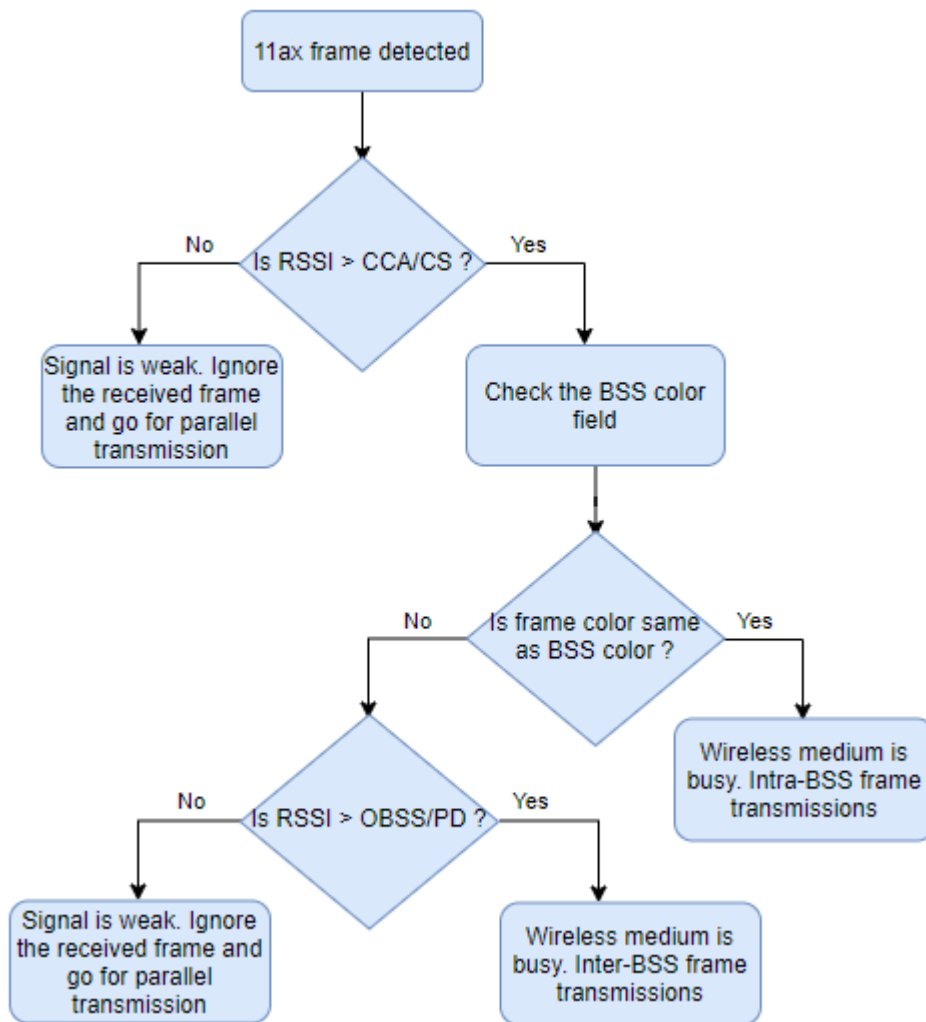 11ax frame detected
No
Yes
Is RSSI > CCA/CS ?
Signal is weak. Ignore
the received frame
and go for parallel
transmission
Check the BSS color
field
No
Is frame color same
as BSS color ?
Yes
Wireless medium is
busy. Intra-BSS frame
transmissions
No
Is RSSI > OBSS/PD ?
Yes
Signal is weak. Ignore
the received frame and
go for parallel
transmission
Wireless medium is
busy. Inter-BSS frame
transmissions